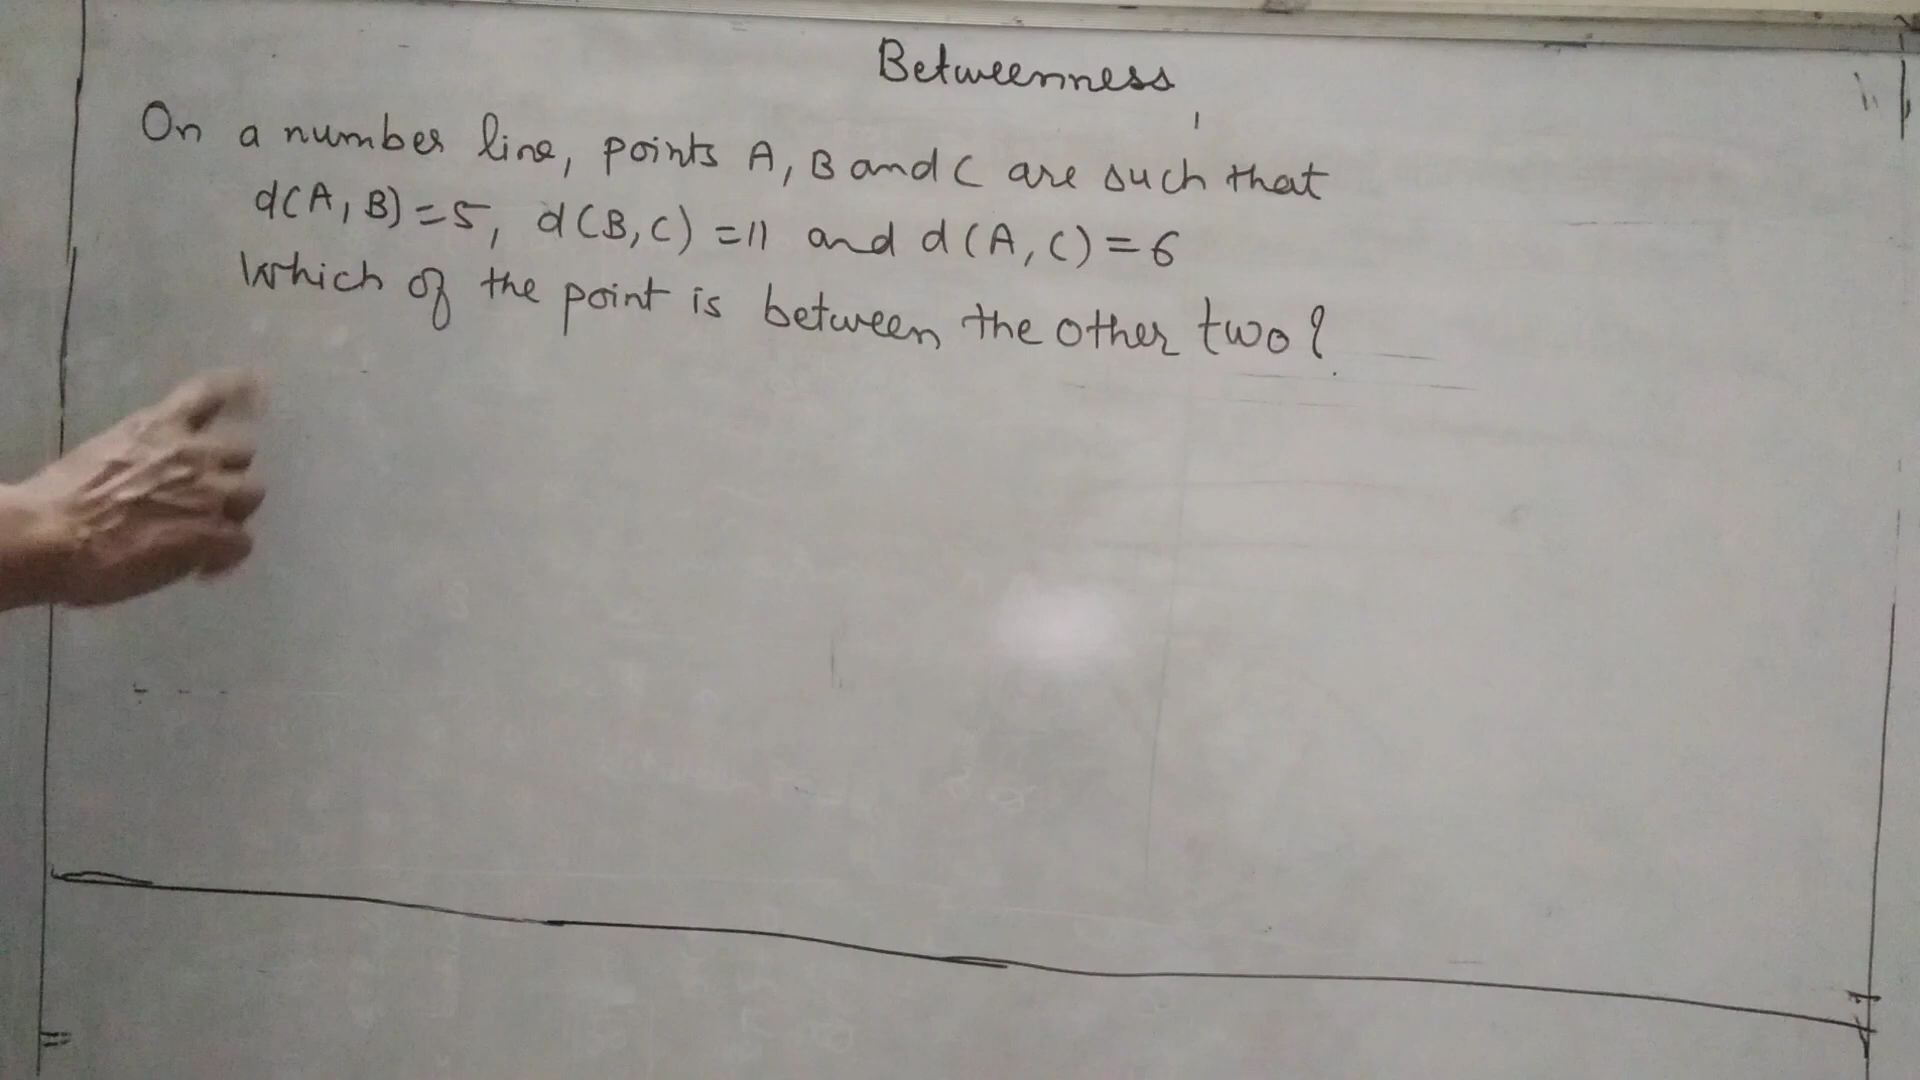 Betweenness
On a number line, points A, B and C are such that
d(A, B) = 5, d(B, C) = 11 and d(A, C) = 6
Which of the point is between the other two?